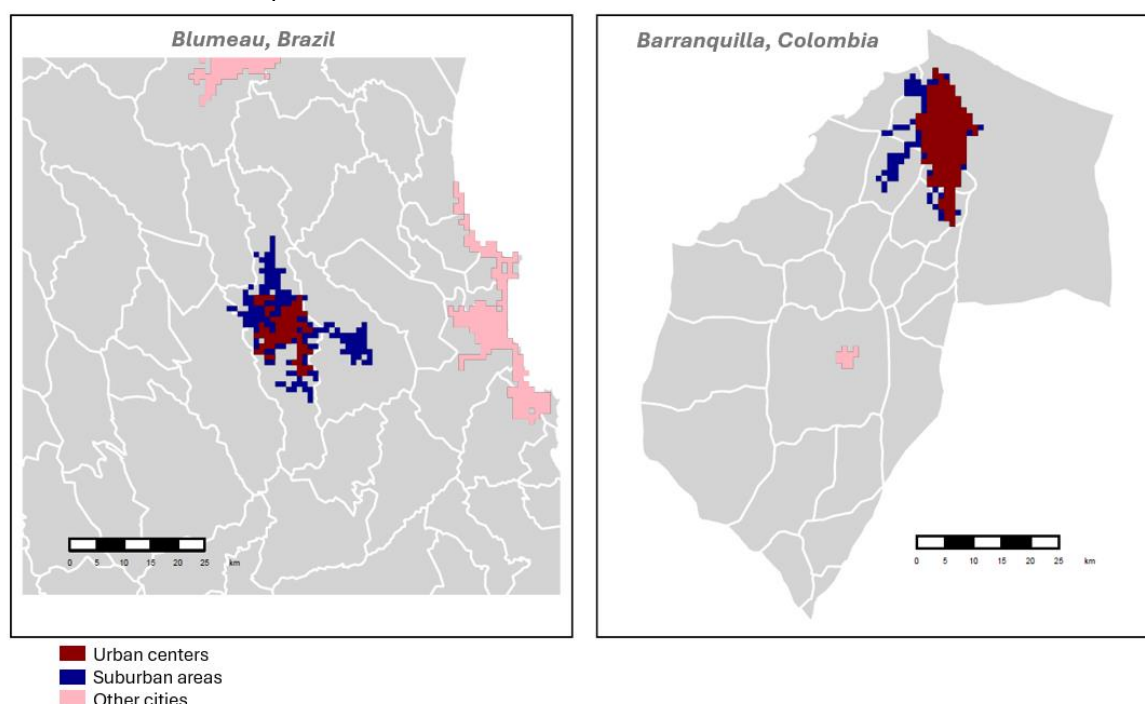 Blumeau, Brazil
0 5 10 15 20 25 km
Barranquilla, Colombia
0 5 10 15 20 25 km
Urban centers
Suburban areas
Other cities